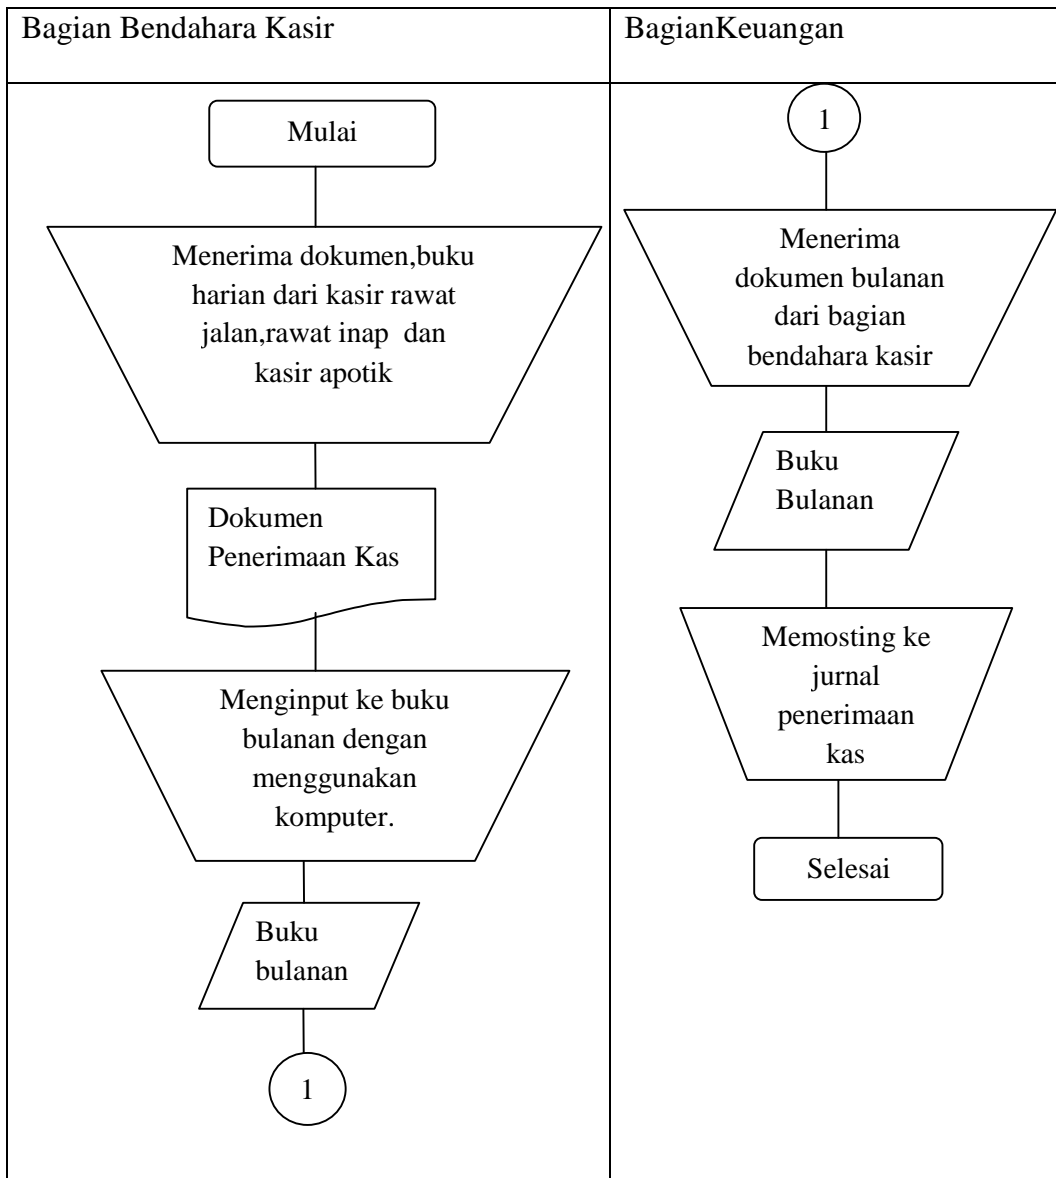 Bagian Bendahara Kasir
BagianKeuangan
Mulai
Menerima dokumen,buku
harian dari kasir rawat
jalan,rawat inap dan
kasir apotik
Dokumen
Penerimaan Kas
Menginput ke buku
bulanan dengan
menggunakan
komputer.
Buku
bulanan
1
1
Menerima
dokumen bulanan
dari bagian
bendahara kasir
Buku
Bulanan
Memosting ke
jurnal
penerimaan
kas
Selesai